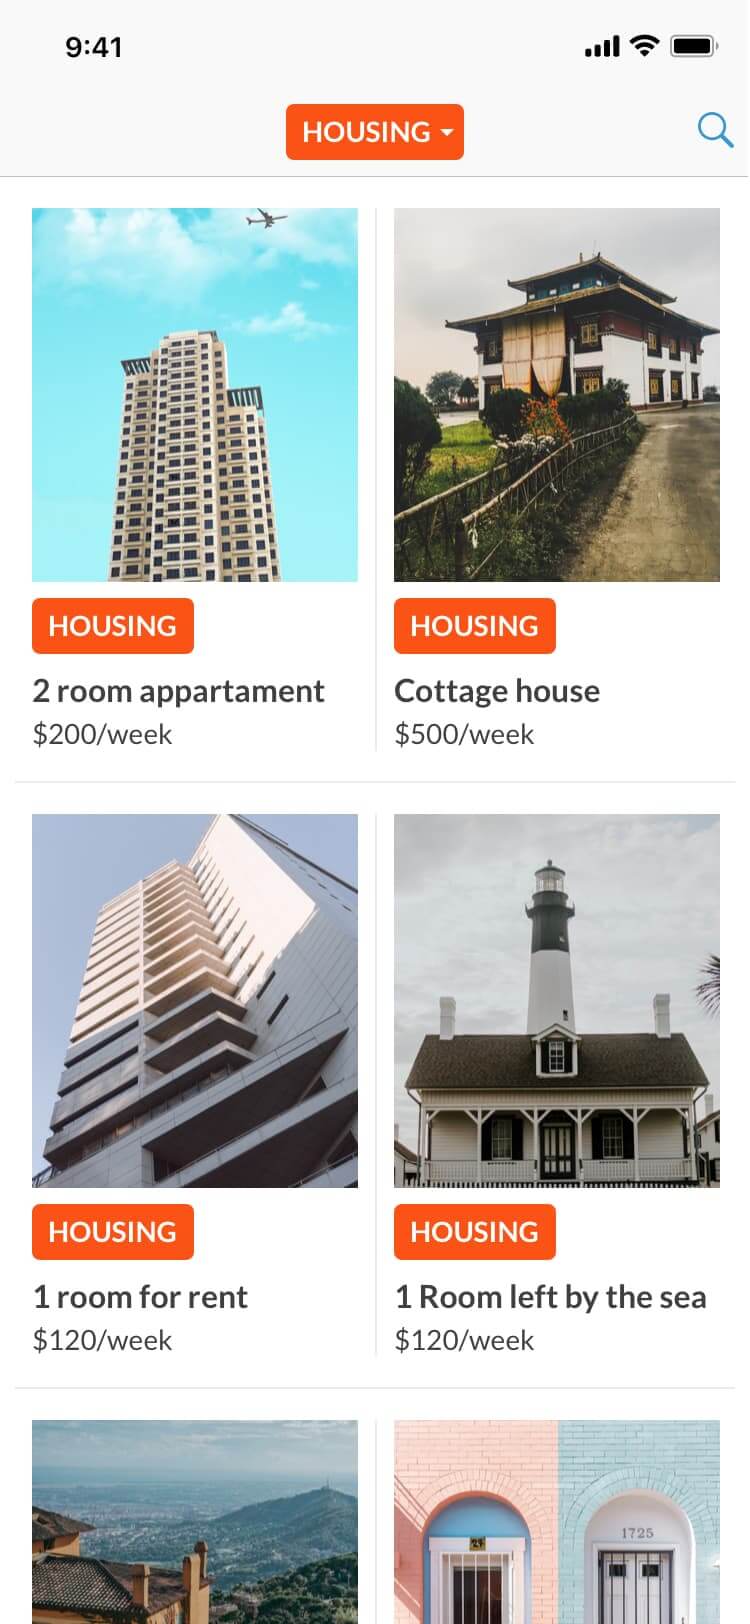 9:41
HOUSING
HOUSING
HOUSING
2 room appartament
Cottage house
$200/week
$500/week
HOUSING
HOUSING
1 room for rent
1 Room left by the sea
$120/week
$120/week
1725